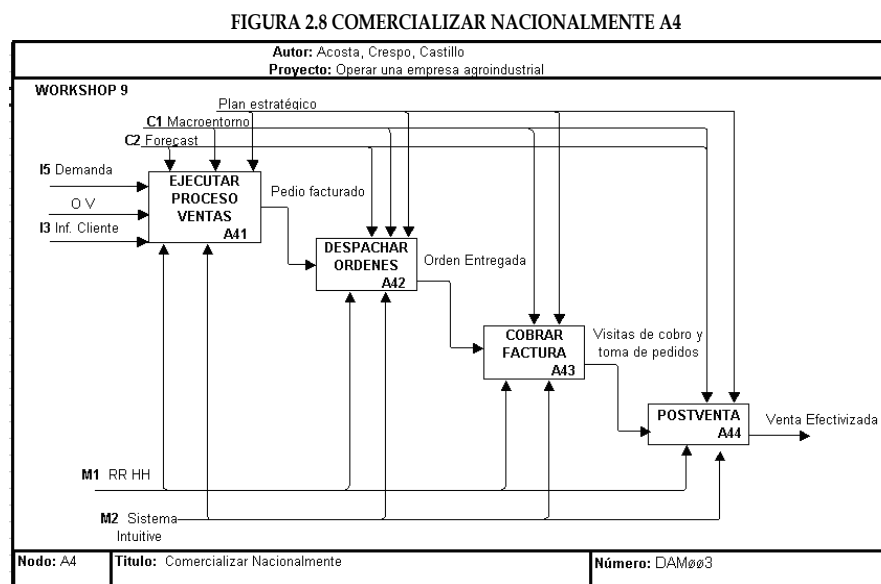 FIGURA 2.8 COMERCIALIZAR NACIONALMENTE A4
Autor: Acosta, Crespo, Castillo
Proyecto: Operar una empresa agroindustrial
WORKSHOP 9
Plan estratégico
C1 Macroentorno
C2 Forecast
I5 Demanda
O V
I3 Inf. Cliente
EJECUTAR
PROCESO
VENTAS
A41
Pedio facturado
DESPACHAR
ORDENES
A42
Orden Entregada
COBRAR
FACTURA
A43
Visitas de cobro y
toma de pedidos
POSTVENTA
A44
Venta Efectivizada
M1 RR HH
M2 Sistema
Intuitive
Nodo: A4
Titulo: Comercializar Nacionalmente
Número: DAMøø3